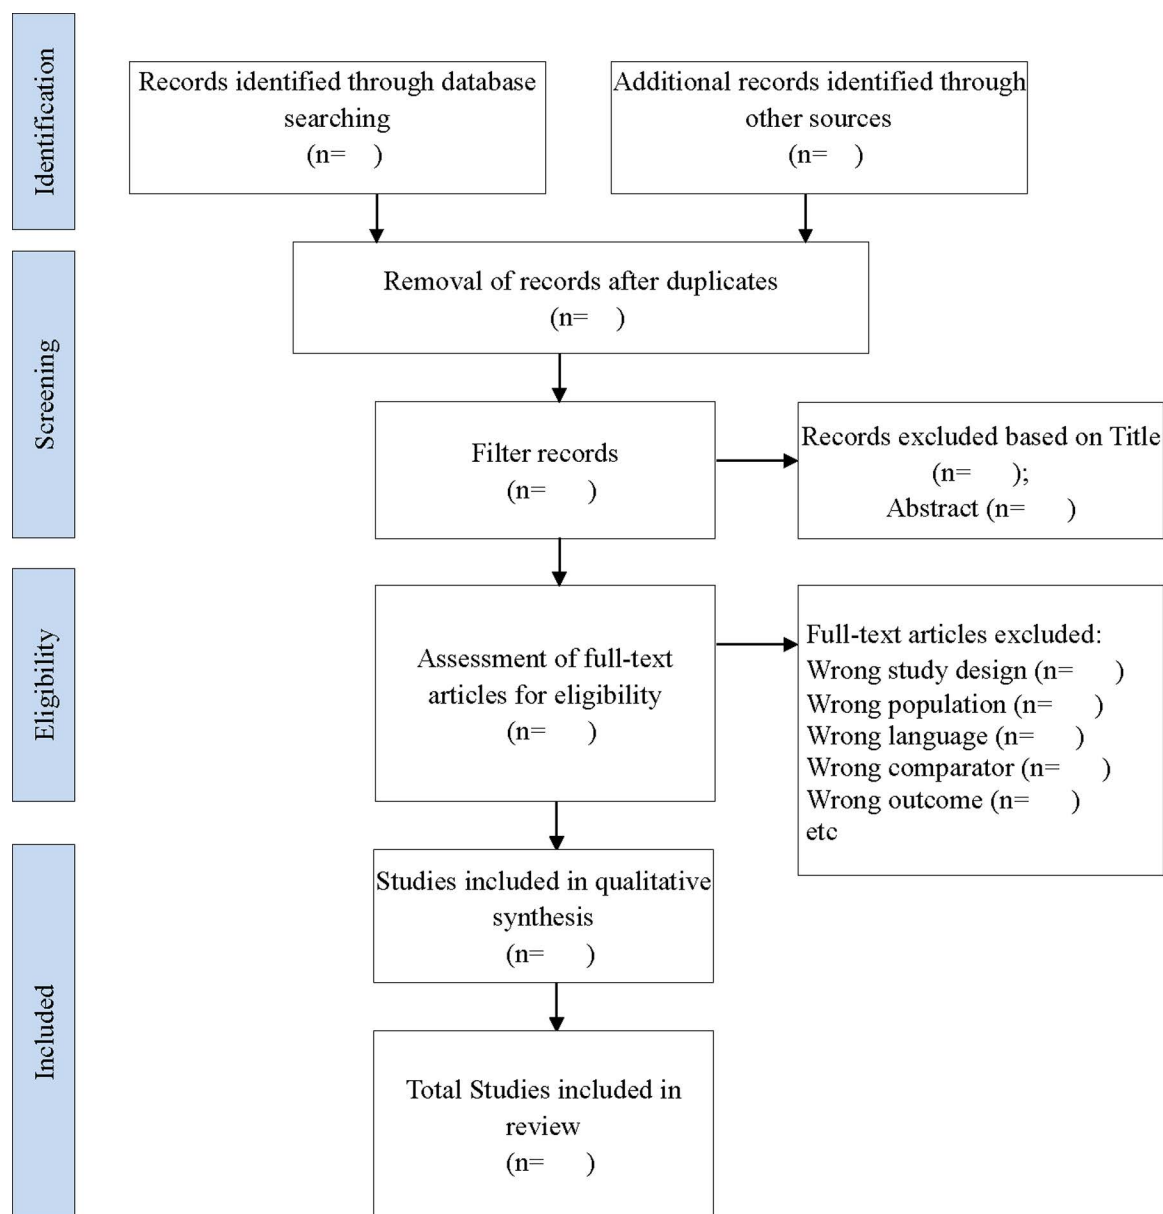 Identification
Records identified through database
searching
(n=    )
Additional records identified through
other sources
(n=    )
Screening
Removal of records after duplicates
(n=    )
Filter records
(n=    )
Records excluded based on Title
(n=    );
Abstract (n=    )
Eligibility
Assessment of full-text
articles for eligibility
(n=    )
Full-text articles excluded:
Wrong study design (n=    )
Wrong population (n=    )
Wrong language (n=    )
Wrong comparator (n=    )
Wrong outcome (n=    )
etc
Included
Studies included in qualitative
synthesis
(n=    )
Total Studies included in
review
(n=    )